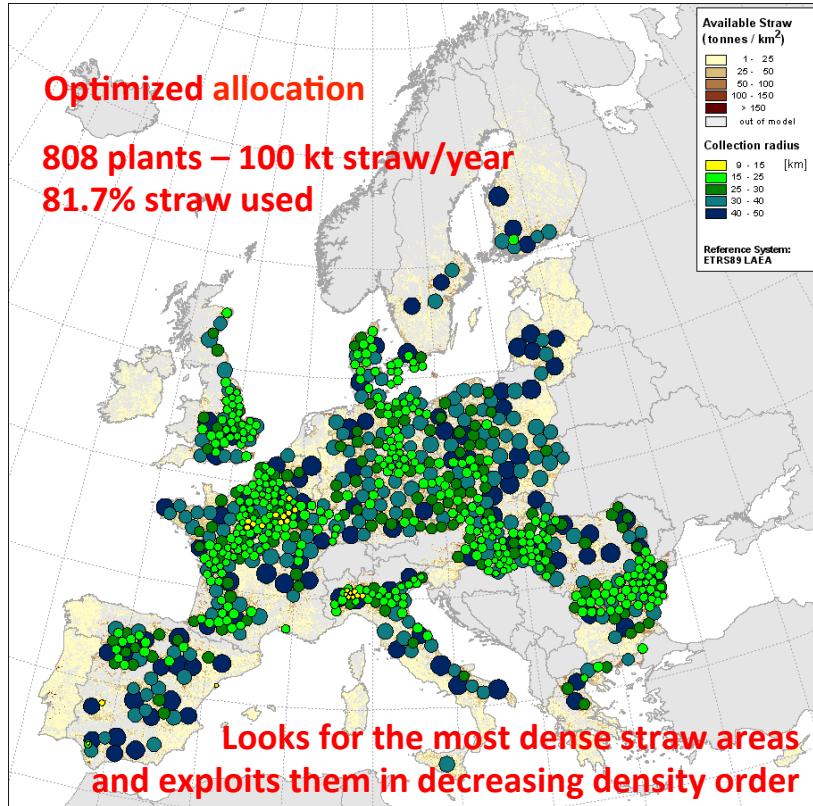 Optimized allocation
808 plants – 100 kt straw/year
81.7% straw used
Available Straw
(tonnes / km2)
1 - 25
25 - 50
50 - 100
100 - 150
> 150
out of model
Collection radius
9 - 15 [km]
15 - 25
25 - 30
30 - 40
40 - 50
Reference System:
ETRS89 LAEA
Looks for the most dense straw areas
and exploits them in decreasing density order